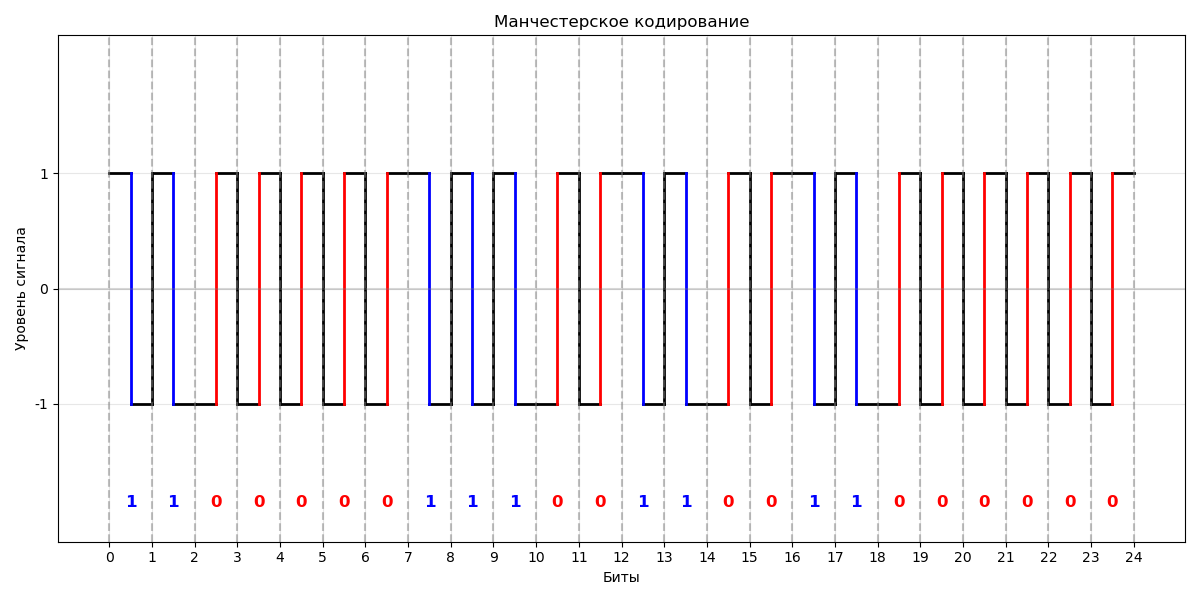 Манчестерское кодирование
Уровень сигнала
1
0
-1
1 1 0 0 0 0 0 1 1 1 0 0 1 1 0 0 1 1 0 0 0 0 0 0
0 1 2 3 4 5 6 7 8 9 10 11 12 13 14 15 16 17 18 19 20 21 22 23 24
Биты